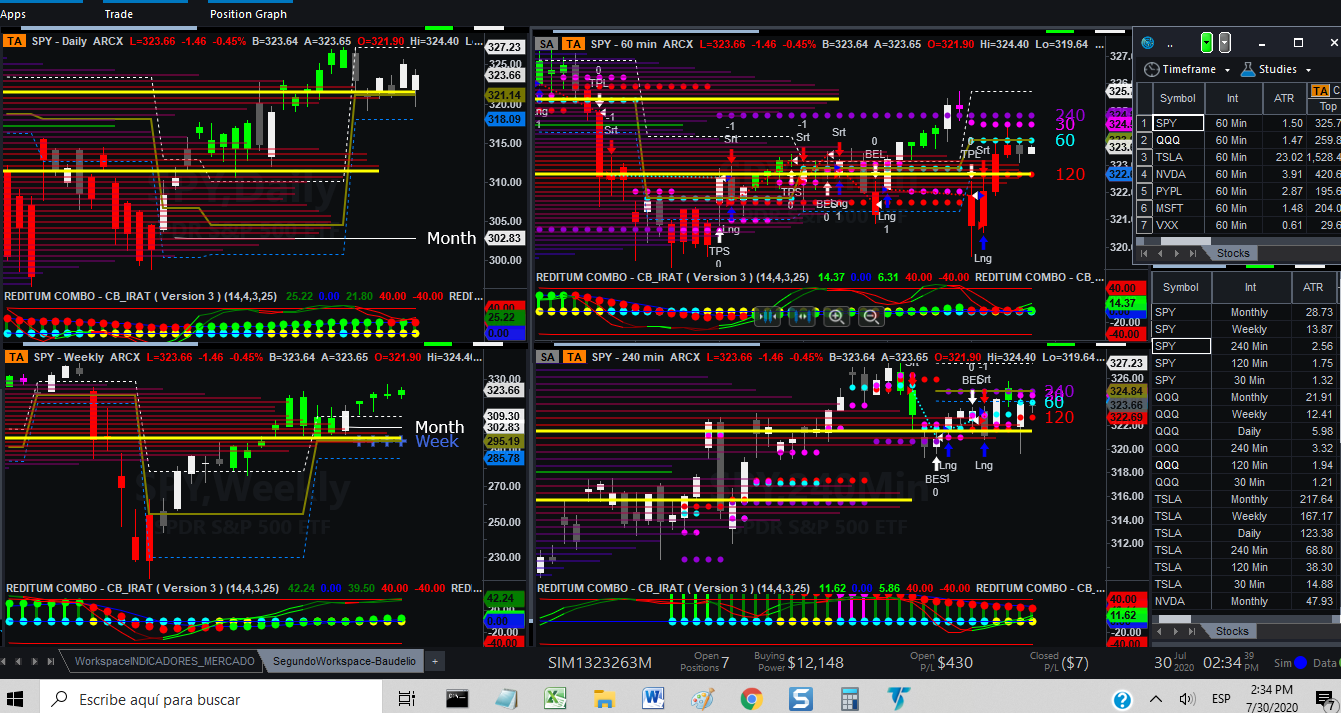 Apps
Trade
Position Graph
TA SPY - Daily ARCX L=323.66 -1.46 -0.45% B=323.64 A=323.65 O=321.90 Hi=324.40 L...
327.23
325.00
323.66
321.14
320.00
318.09
310.00
305.00
302.83
300.00
Month
REDITUM COMBO - CB_IRAT ( Version 3 ) (14,4,3,25) 25.22 0.00 21.80 40.00 -40.00 REDI...
40.00
25.22
0.00
TA SPY - Weekly ARCX L=323.66 -1.46 -0.45% B=323.64 A=323.65 O=321.90 Hi=324.4(...
330.00
323.66
309.30
302.83
295.19
285.78
270.00
250.00
230.00
Month
Week
SPY,Weekly
SPDR S&P 500 ETF
REDITUM COMBO - CB_IRAT ( Version 3 ) (14,4,3,25) 42.24 0.00 39.50 40.00 -40.00 RED...
42.24
0.00
-20.00
SA TA SPY - 60 min ARCX L=323.66 -1.46 -0.45% B=323.64 A=323.65 O=321.90 Hi=324.40 Lo=319.64 ...
240
30
60
120
TPL
0
Lng
1
-1
Srt
-1
Srt
-1
Srt
Srt
0
BEL
TPS
0
BES
0
Lng
1
Lng
1
Lng
TPS
0
0
TPL
Srt
Lng
REDITUM COMBO - CB_IRAT ( Version 3 ) (14,4,3,25) 14.37 0.00 6.31 40.00 -40.00 REDITUM COMBO - CB_...
40.00
14.37
-20.00
-40.00
SA TA SPY - 240 min ARCX L=323.66 -1.46 -0.45% B=323.64 A=323.65 O=321.90 Hi=324.40 Lo=319.64...
327.23
326.00
324.84
323.66
322.69
322.00
320.00
318.00
316.00
314.00
312.00
240
60
120
0 -1
BES Srt
Lng
Lng
BES
0
SPDR S&P 500 ETF
REDITUM COMBO - CB_IRAT ( Version 3 ) (14,4,3,25) 11.62 0.00 5.86 40.00 -40.00 REDITUM COMBO - CB_...
40.00
11.62
-20.00
-40.00
Timeframe
Studies
Symbol Int ATR TA C
Top
1 SPY 60 Min 1.50 325.7
2 QQQ 60 Min 1.47 259.8
3 TSLA 60 Min 23.02 1,528.4
4 NVDA 60 Min 3.91 420.6
5 PYPL 60 Min 2.87 195.6
6 MSFT 60 Min 1.48 204.0
7 VXX 60 Min 0.61 29.6
Stocks
Symbol Int ATR
SPY Monthly 28.73
SPY Weekly 13.87
SPY 240 Min 2.56
SPY 120 Min 1.75
SPY 30 Min 1.32
QQQ Monthly 21.91
QQQ Weekly 12.41
QQQ Daily 5.98
QQQ 240 Min 3.32
QQQ 120 Min 1.94
QQQ 30 Min 1.21
TSLA Monthly 217.64
TSLA Weekly 167.17
TSLA Daily 123.38
TSLA 240 Min 68.80
TSLA 120 Min 38.30
TSLA 30 Min 14.88
NVDA Monthly 47.93
Stocks
WorkspaceINDICADORES_MERCADO
SegundoWorkspace-Baudelio
+
SIM1323263M
Open Positions 7
Buying Power $12,148
Open P/L $430
Closed P/L ($7)
30 Jul 2020
02:34 39 PM
Sim
Data
Escribe aquí para buscar
ESP
2:34 PM
7/30/2020
7